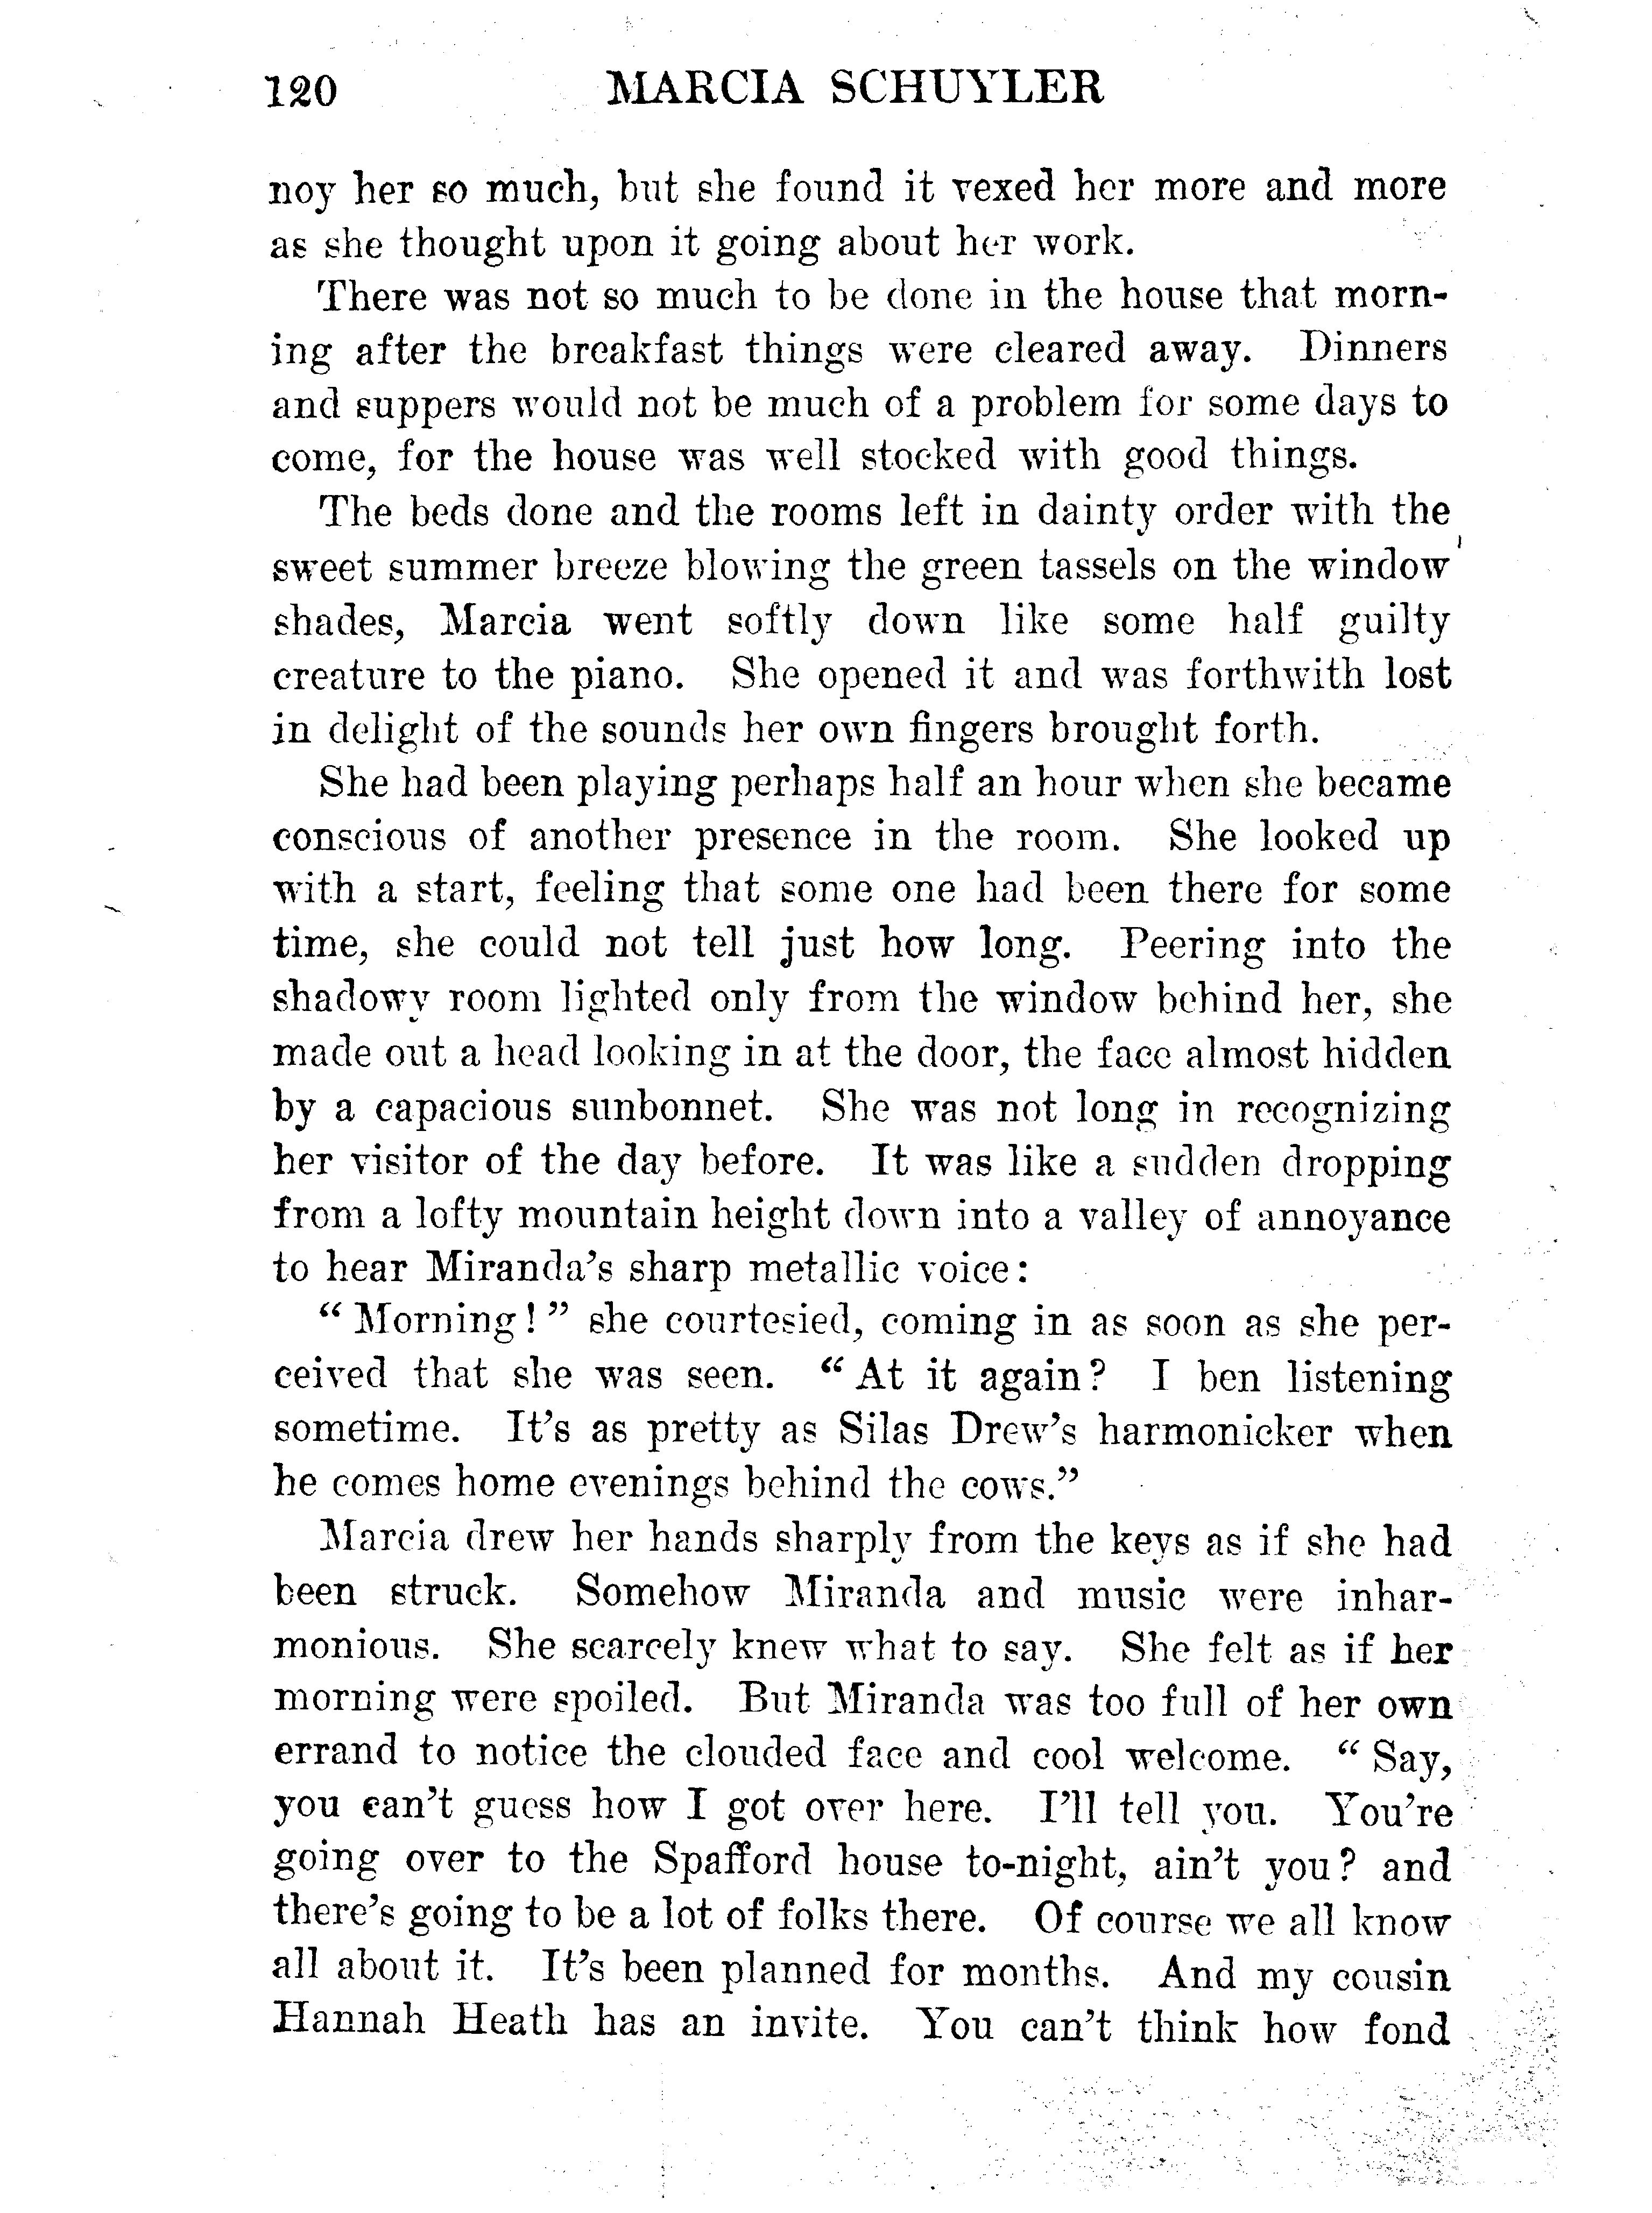 120 MARCIA SCHUYLER
noy her so much, but she found it vexed her more and more
as she thought upon it going about her work.
There was not so much to be done in the house that morn-
ing after the breakfast things were cleared away. Dinners
and suppers would not be much of a problem for some days to
come, for the house was well stocked with good things.
The beds done and the rooms left in dainty order with the
sweet summer breeze blowing the green tassels on the window
shades, Marcia went softly down like some half guilty
creature to the piano. She opened it and was forthwith lost
in delight of the sounds her own fingers brought forth.
She had been playing perhaps half an hour when she became
conscious of another presence in the room. She looked up
with a start, feeling that some one had been there for some
time, she could not tell just how long. Peering into the
shadowy room lighted only from the window behind her, she
made out a head looking in at the door, the face almost hidden
by a capacious sunbonnet. She was not long in recognizing
her visitor of the day before. It was like a sudden dropping
from a lofty mountain height down into a valley of annoyance
to hear Miranda's sharp metallic voice:
"Morning!" she courtesied, coming in as soon as she per-
ceived that she was seen. "At it again? I ben listening
sometime. It's as pretty as Silas Drew's harmonicker when
he comes home evenings behind the cows."
Marcia drew her hands sharply from the keys as if she had
been struck. Somehow Miranda and music were inhar-
monious. She scarcely knew what to say. She felt as if her
morning were spoiled. But Miranda was too full of her own
errand to notice the clouded face and cool welcome. "Say,
you can't guess how I got over here. I'll tell you. You're
going over to the Spafford house to-night, ain't you? and
there's going to be a lot of folks there. Of course we all know
all about it. It's been planned for months. And my cousin
Hannah Heath has an invite. You can't think how fond